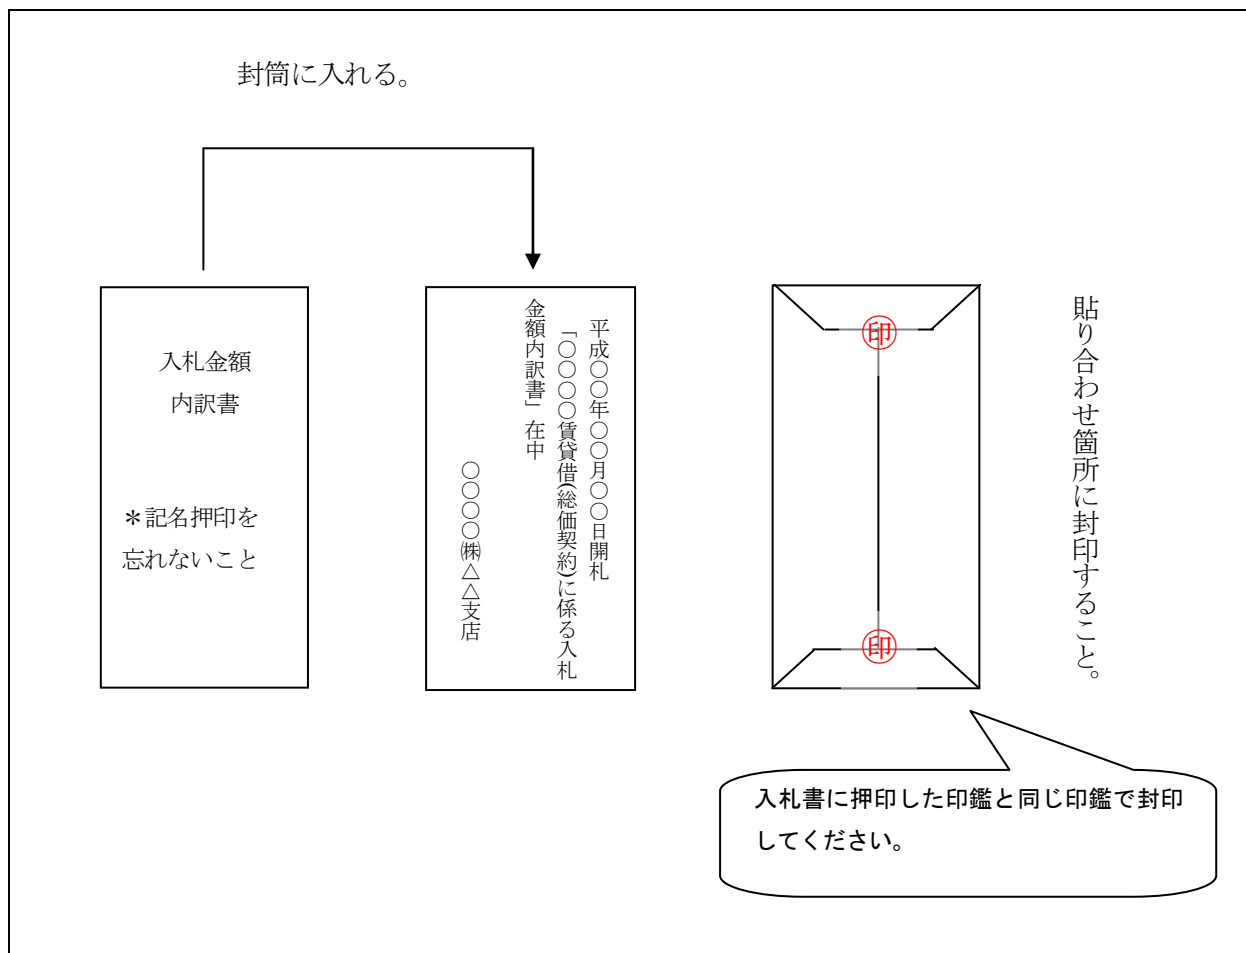 封筒に入れる。
入札金額
内訳書
＊記名押印を
忘れないこと
平成〇〇年〇〇月〇〇日開札
「〇〇〇〇賃貸借(総価契約)に係る入札
金額内訳書」在中
〇〇〇〇㈱△△支店
印
印
貼り合わせ箇所に封印すること。
入札書に押印した印鑑と同じ印鑑で封印
してください。